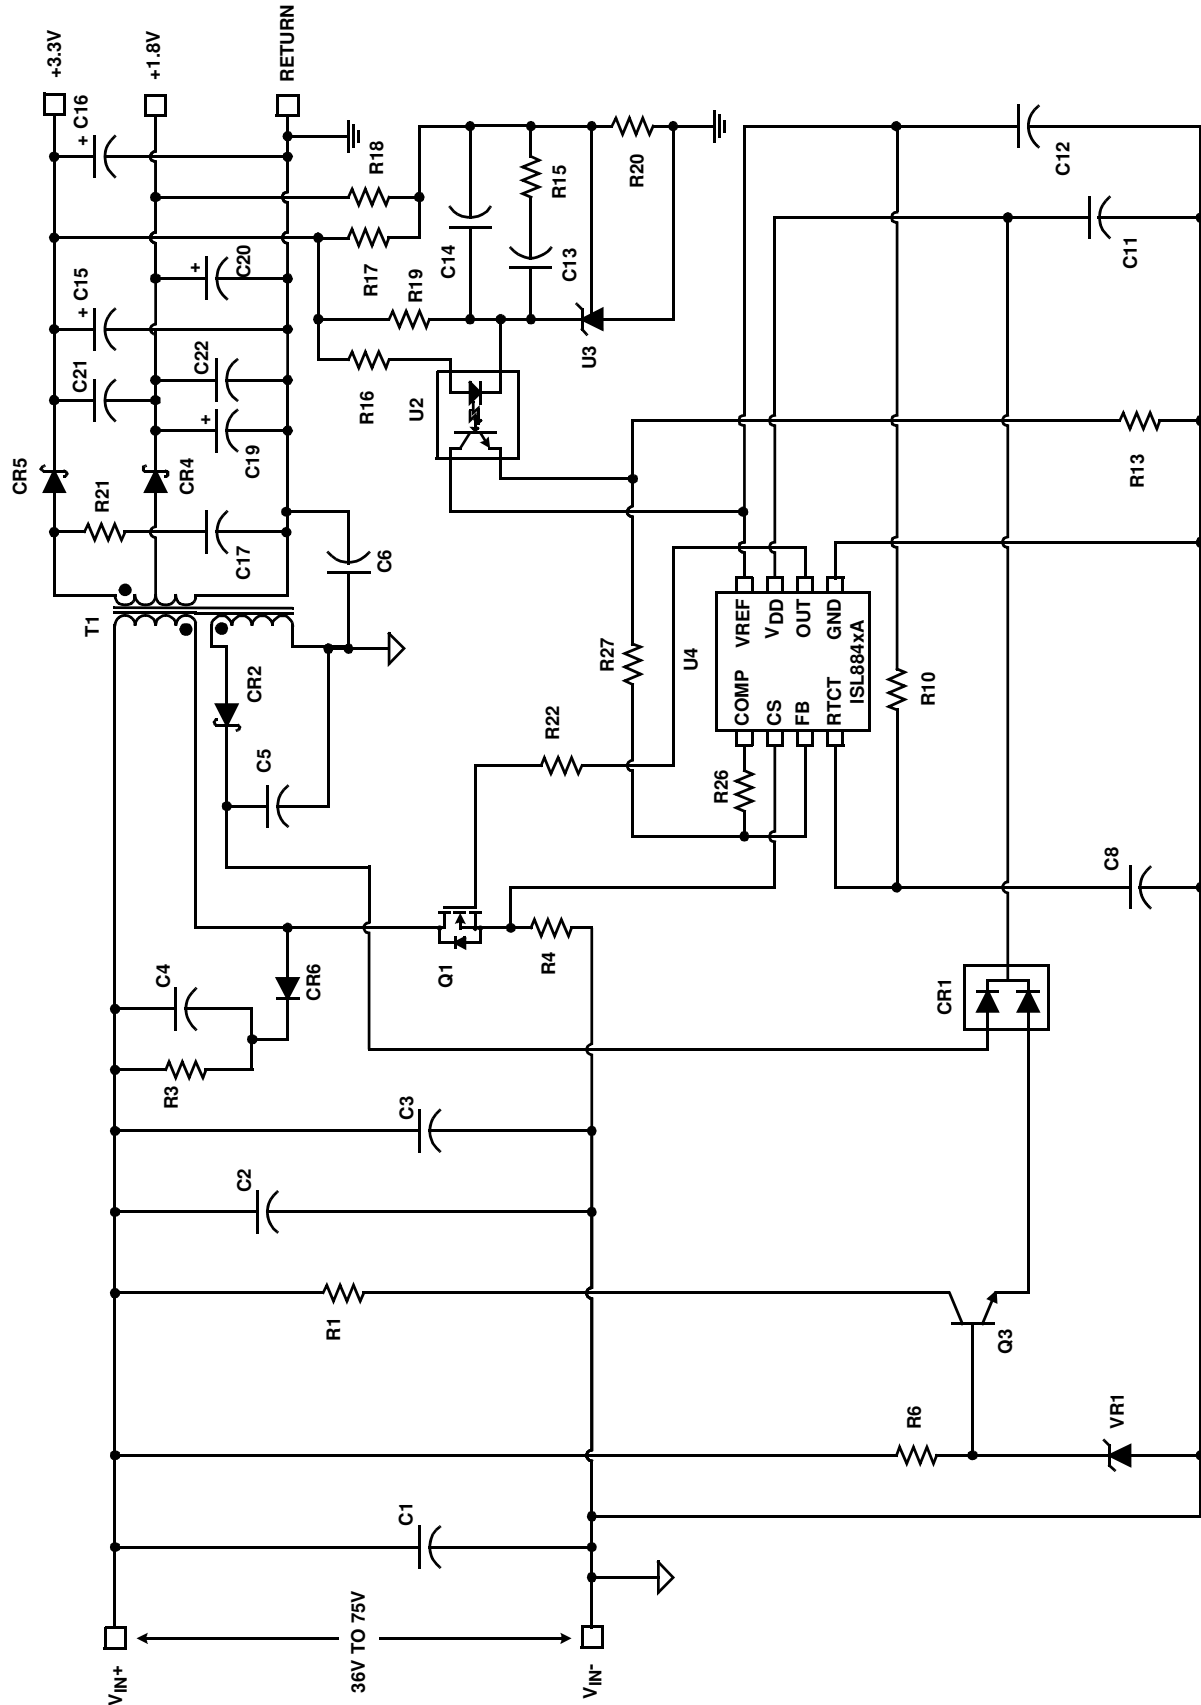 CR5
R21
C21
+ C15
+ C16
+3.3V
T1
CR4
C17
C19
+
C22
+
C20
+1.8V
RETURN
C6
CR2
C5
C4
R3
CR6
C3
C2
C1
R1
VIN+
36V TO 75V
VIN-
R16
R19
R17
R18
U2
C14
C13
R15
U3
R20
Q1
R4
R22
R27
R26
U4
COMP
CS
FB
RTCT
VREF
VDD
OUT
GND
ISL884xA
R10
R13
C12
C11
C8
CR1
Q3
R6
VR1